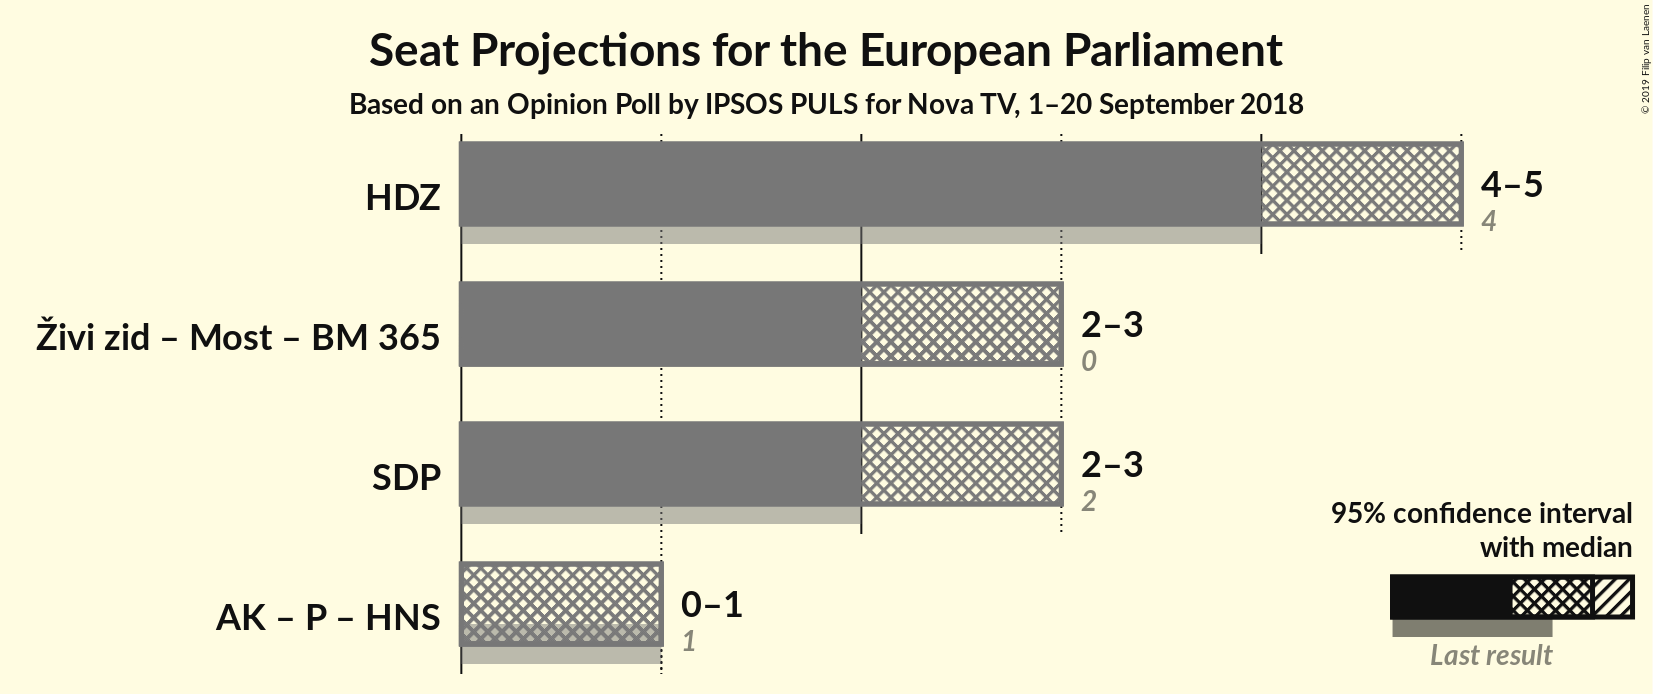 Seat Projections for the European Parliament
Based on an Opinion Poll by IPSOS PULS for Nova TV, 1–20 September 2018
© 2019 Filip van Laenen
HDZ
4–5
4
Živi zid – Most – BM 365
2–3
0
SDP
2–3
2
AK – P – HNS
0–1
1
95% confidence interval
with median
Last result